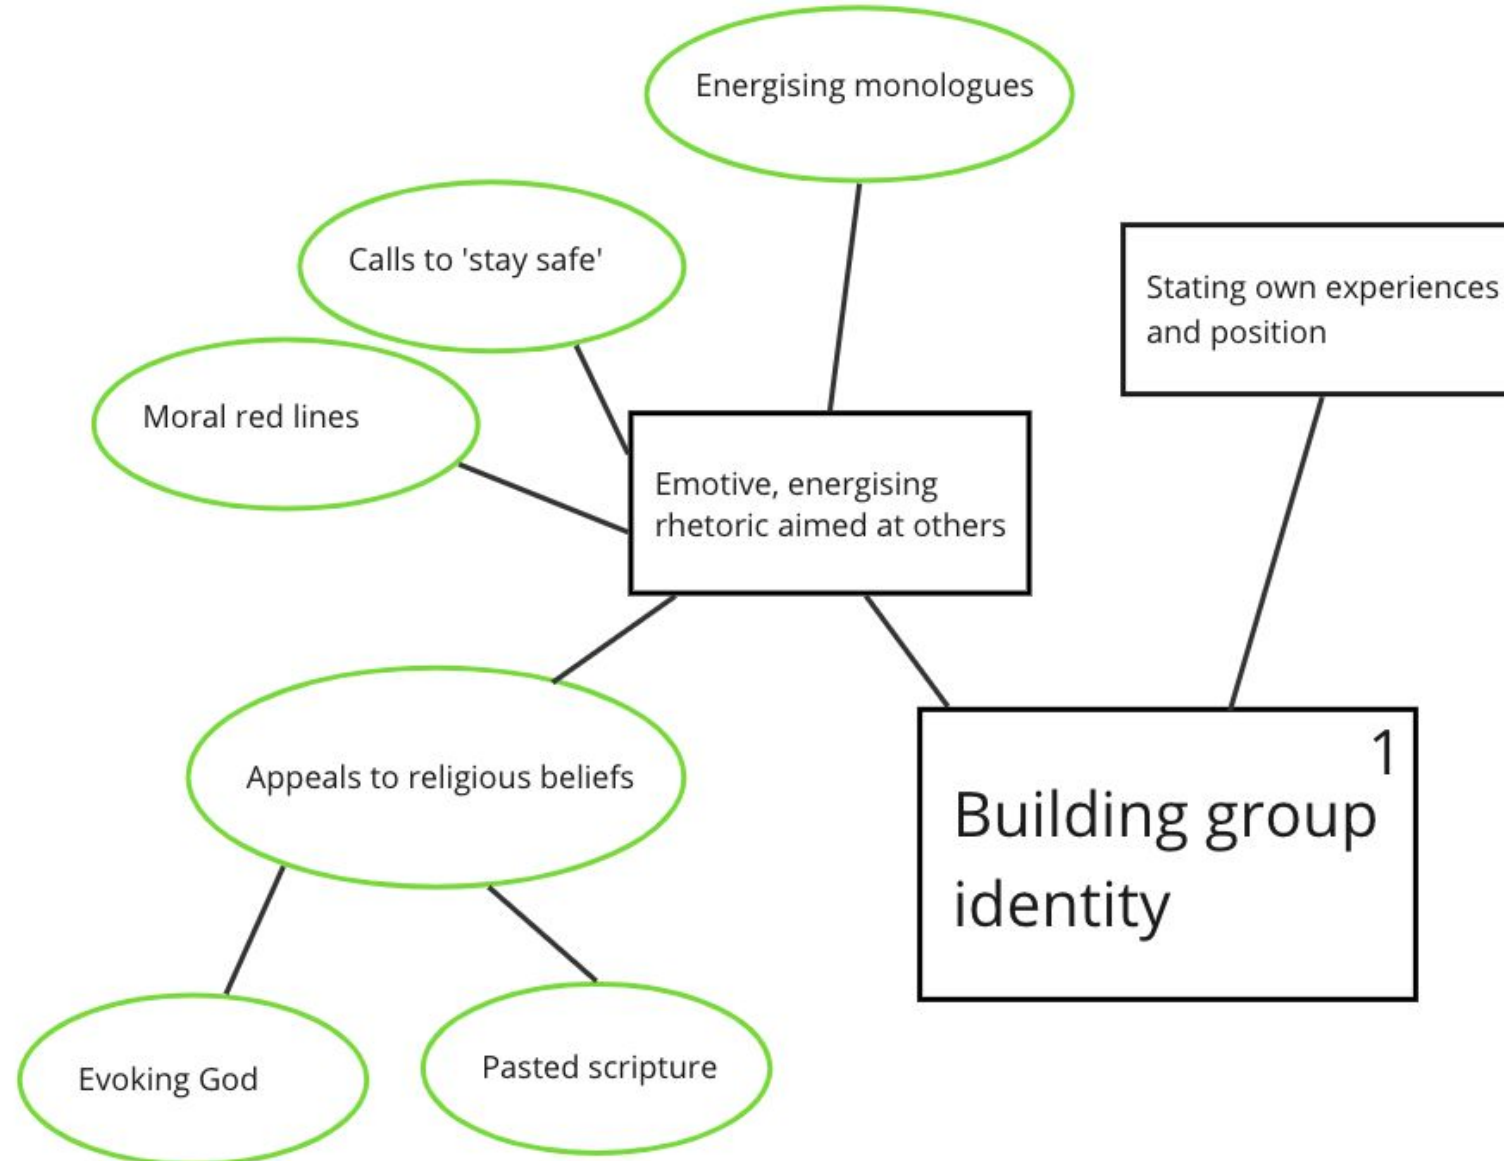 Energising monologues
Calls to 'stay safe'
Stating own experiences
and position
Moral red lines
Emotive, energising
rhetoric aimed at others
1
Building group
identity
Appeals to religious beliefs
Evoking God
Pasted scripture